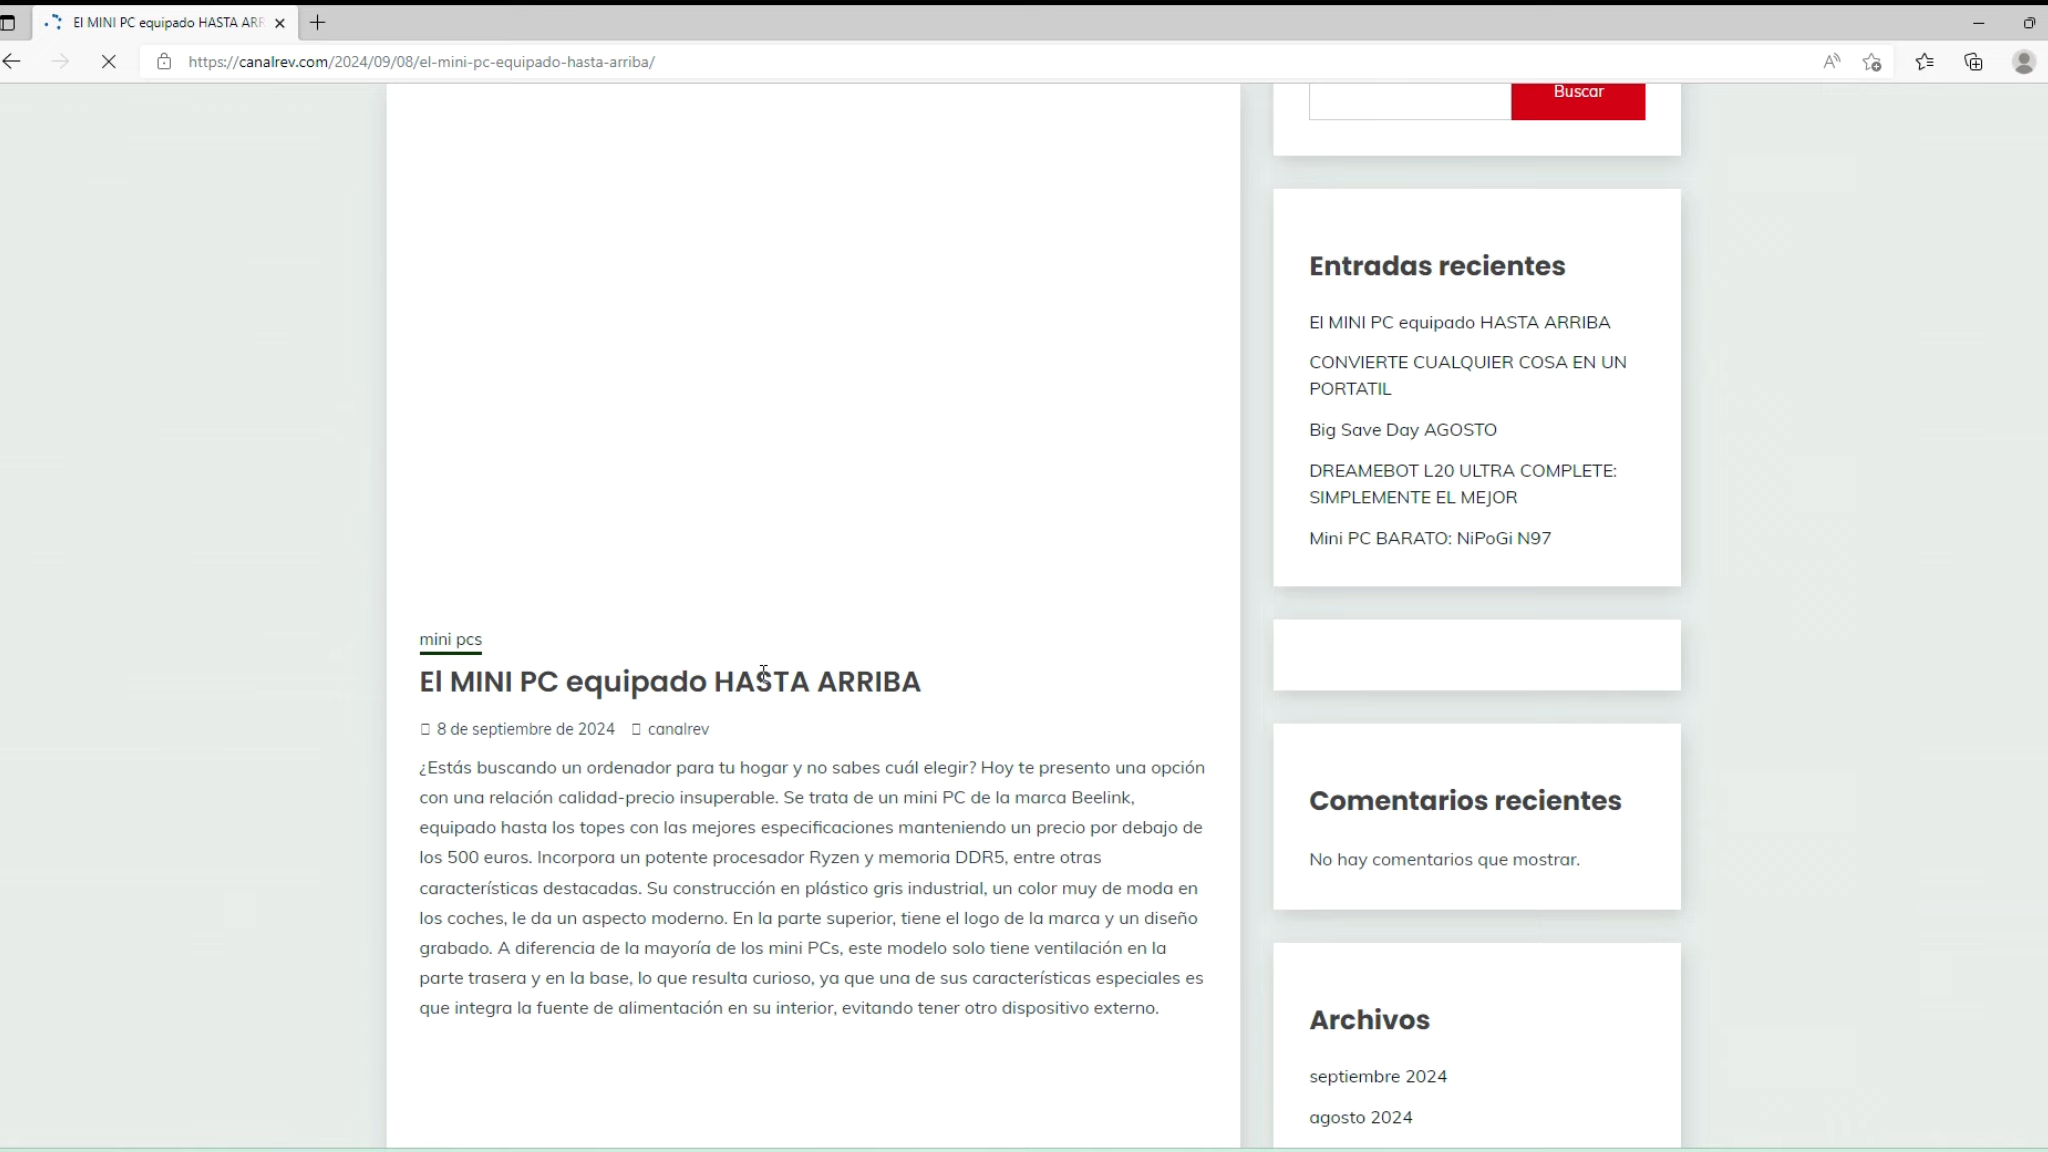 El MINI PC equipado HASTA ARR
https://canalrev.com/2024/09/08/el-mini-pc-equipado-hasta-arriba/
Buscar
mini pcs
El MINI PC equipado HASTA ARRIBA
8 de septiembre de 2024 canalrev
¿Estás buscando un ordenador para tu hogar y no sabes cuál elegir? Hoy te presento una opción
con una relación calidad-precio insuperable. Se trata de un mini PC de la marca Beelink,
equipado hasta los topes con las mejores especificaciones manteniendo un precio por debajo de
los 500 euros. Incorpora un potente procesador Ryzen y memoria DDR5, entre otras
características destacadas. Su construcción en plástico gris industrial, un color muy de moda en
los coches, le da un aspecto moderno. En la parte superior, tiene el logo de la marca y un diseño
grabado. A diferencia de la mayoría de los mini PCs, este modelo solo tiene ventilación en la
parte trasera y en la base, lo que resulta curioso, ya que una de sus características especiales es
que integra la fuente de alimentación en su interior, evitando tener otro dispositivo externo.
Entradas recientes
El MINI PC equipado HASTA ARRIBA
CONVIERTE CUALQUIER COSA EN UN
PORTATIL
Big Save Day AGOSTO
DREAMEBOT L20 ULTRA COMPLETE:
SIMPLEMENTE EL MEJOR
Mini PC BARATO: NiPoGi N97
Comentarios recientes
No hay comentarios que mostrar.
Archivos
septiembre 2024
agosto 2024